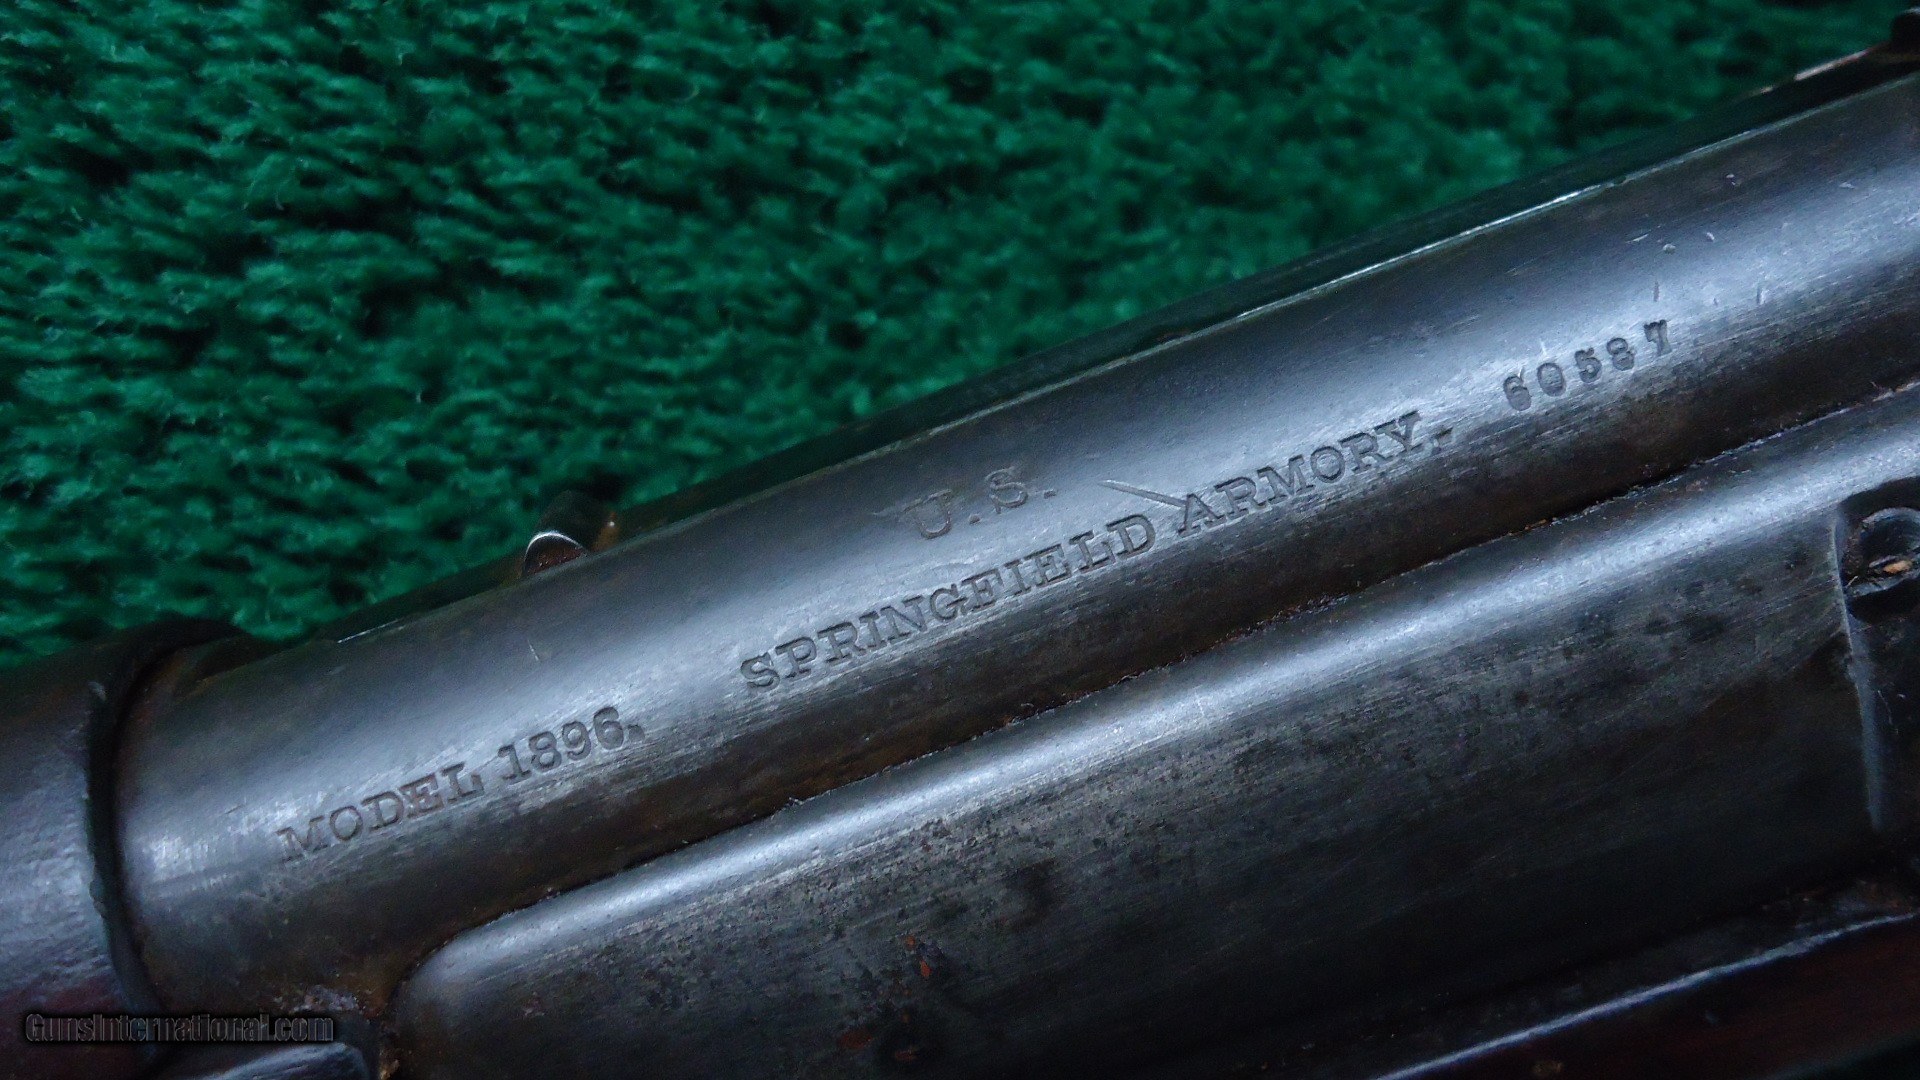 U.S.
MODEL 1896. SPRINGFIELD ARMORY. 60587
GunsInternational.com